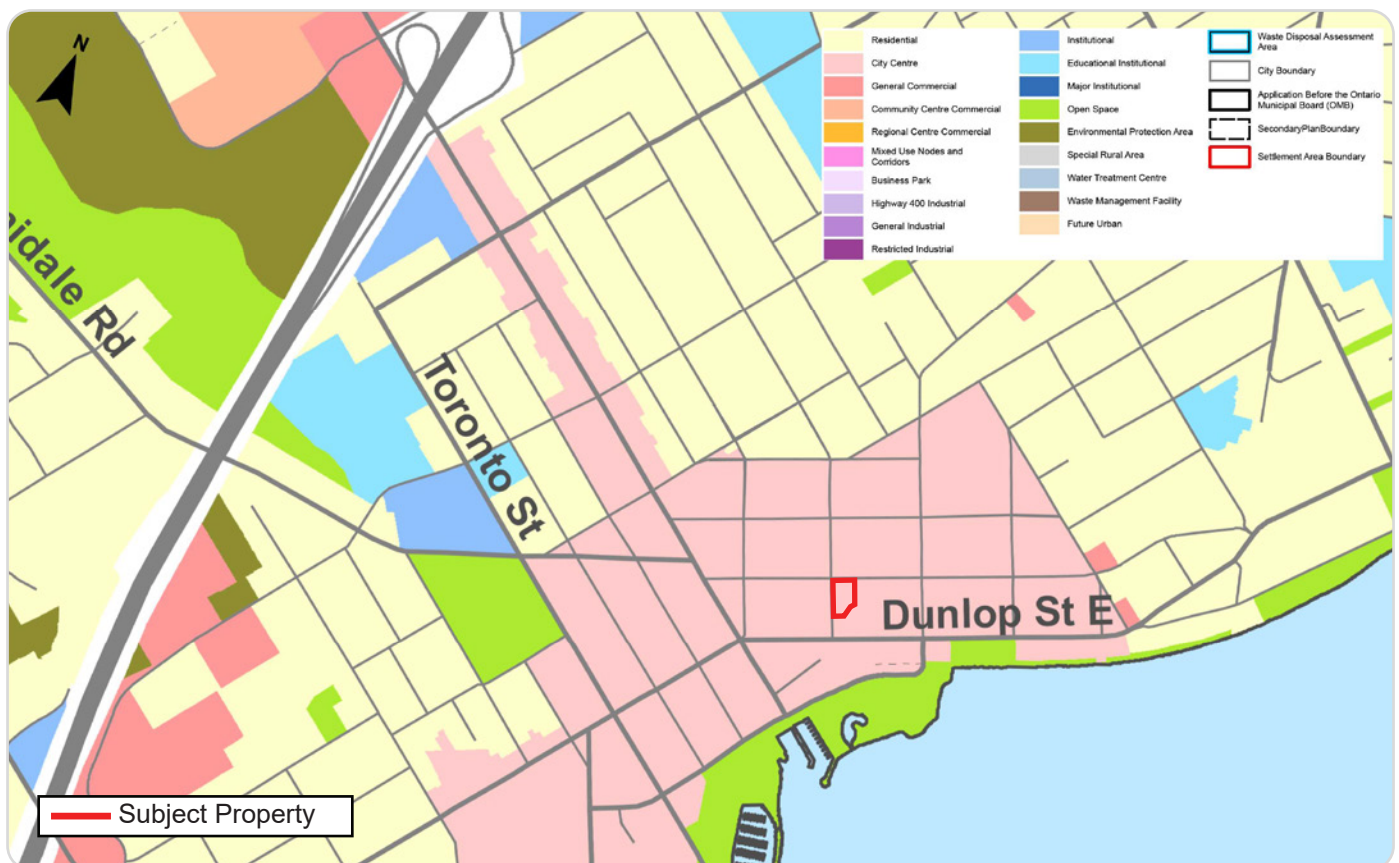 N
Residential
City Centre
General Commercial
Community Centre Commercial
Regional Centre Commercial
Mixed Use Nodes and
Corridors
Business Park
Highway 400 Industrial
General Industrial
Restricted Industrial
Institutional
Educational Institutional
Major Institutional
Open Space
Environmental Protection Area
Special Rural Area
Water Treatment Centre
Waste Management Facility
Future Urban
Waste Disposal Assessment
Area
City Boundary
Application Before the Ontario
Municipal Board (OMB)
SecondaryPlanBoundary
Settlement Area Boundary
Rd
Toronto St
Dunlop St E
Subject Property